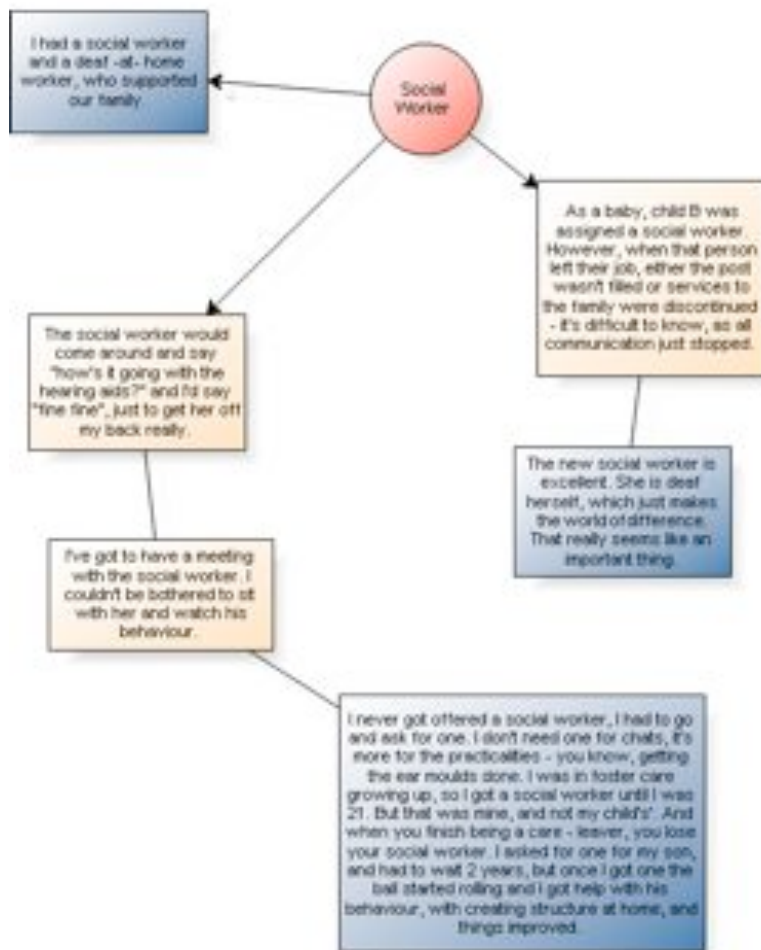 I had a social worker
and a deaf -at- home
worker, who supported
our family
Social
Worker
As a baby, child B was
assigned a social worker.
However, when that person
left their job, either the post
wasn't filled or services to
the family were discontinued
- it's difficult to know, as all
communication just stopped.
The social worker would
come around and say
"how's it going with the
hearing aids?" and I'd say
"fine fine", just to get her off
my back really.
The new social worker is
excellent. She is deaf
herself, which just makes
the world of difference.
That really seems like an
important thing.
I've got to have a meeting
with the social worker. I
couldn't be bothered to sit
with her and watch his
behaviour.
I never got offered a social worker, I had to go
and ask for one. I don't need one for chats, it's
more for the practicalities - you know, getting
the ear moulds done. I was in foster care
growing up, so I got a social worker until I was
21. But that was mine, and not my child's'. And
when you finish being a care - leaver, you lose
your social worker. I asked for one for my son,
and had to wait 2 years, but once I got one the
ball started rolling and I got help with his
behaviour, with creating structure at home, and
things improved.